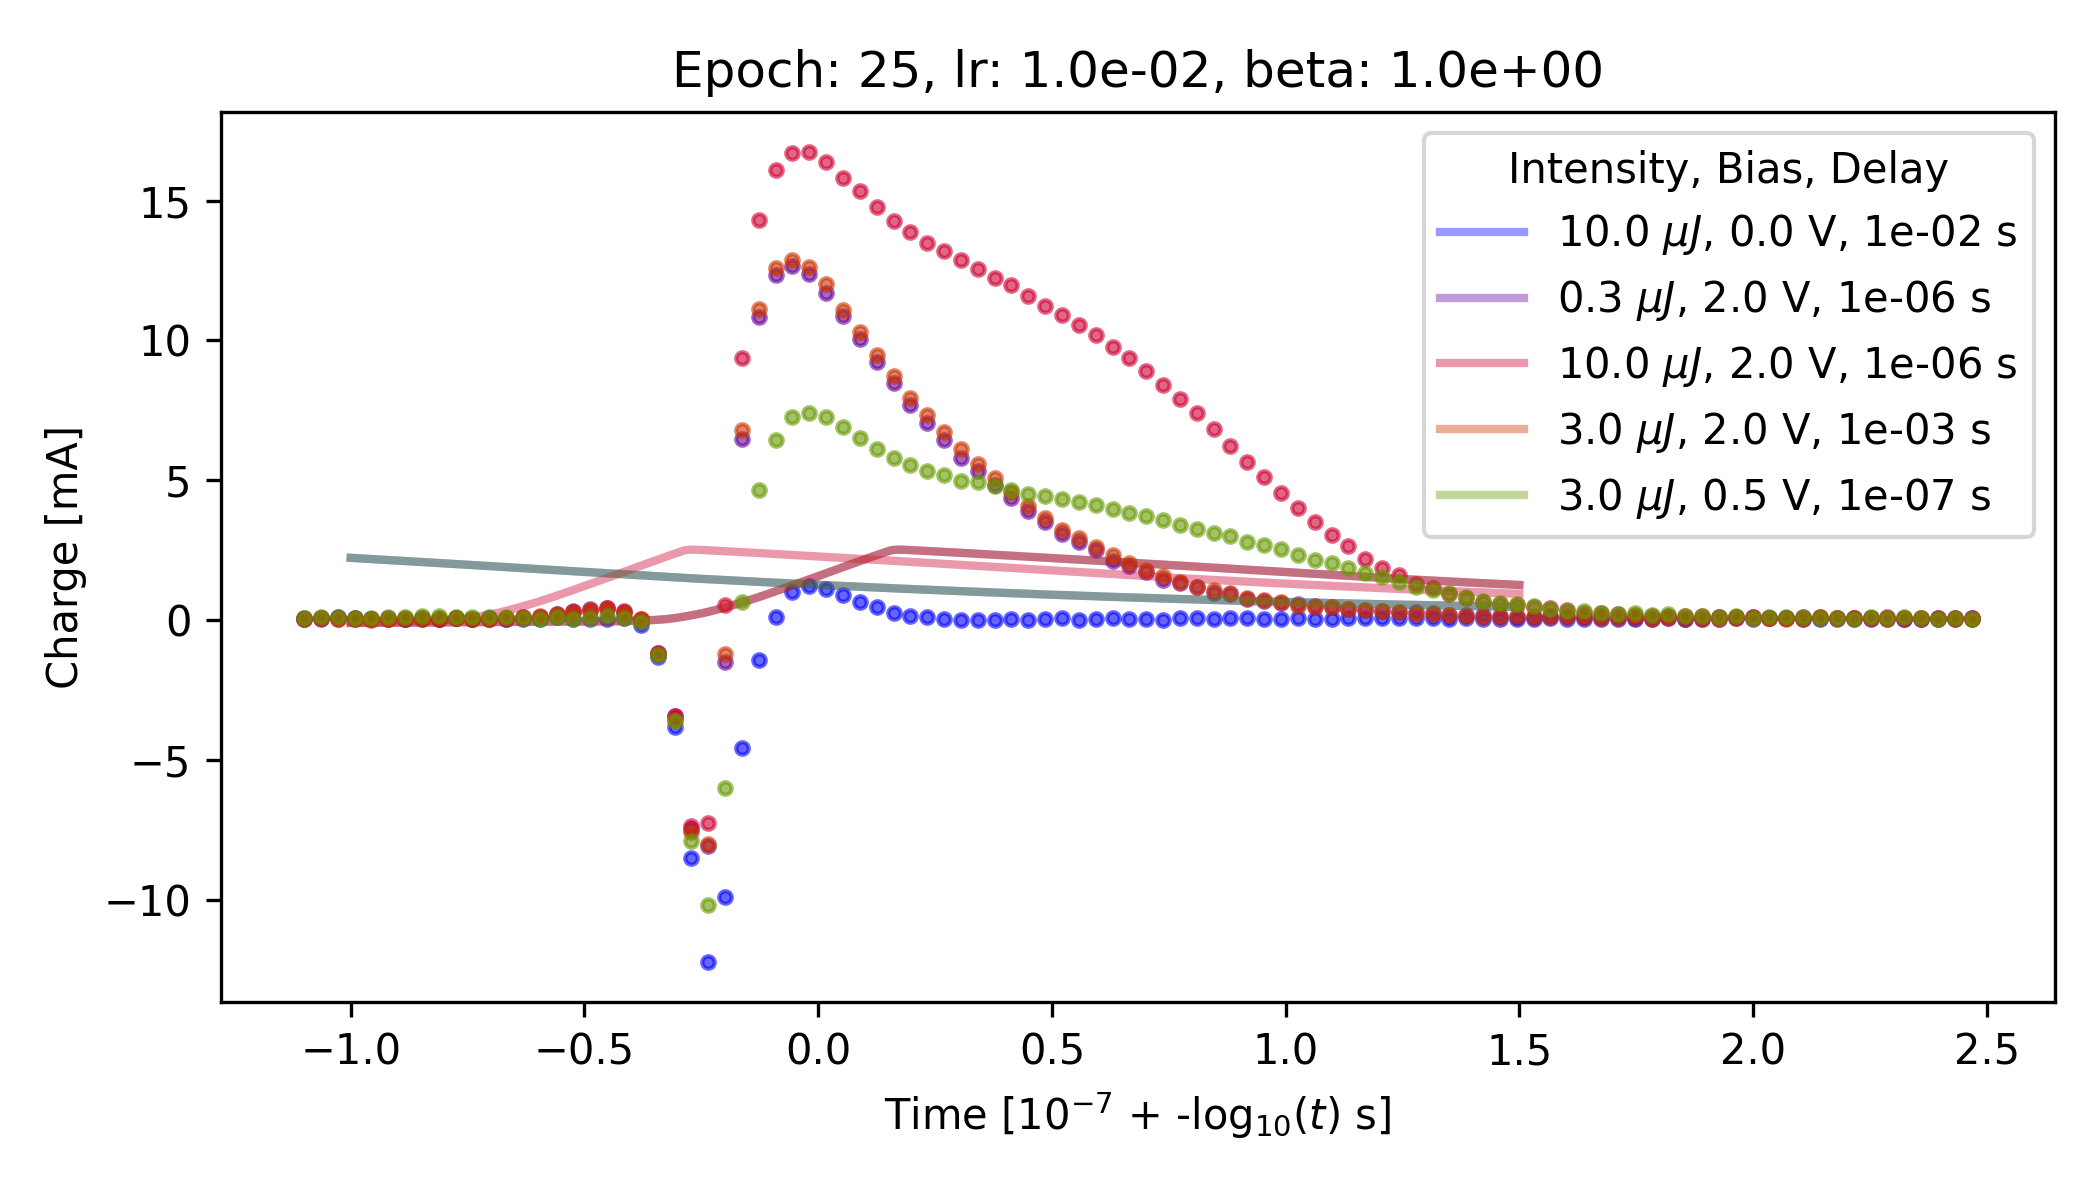 Epoch: 25, lr: 1.0e-02, beta: 1.0e+00
Intensity, Bias, Delay
10.0 μJ, 0.0 V, 1e-02 s
0.3 μJ, 2.0 V, 1e-06 s
10.0 μJ, 2.0 V, 1e-06 s
3.0 μJ, 2.0 V, 1e-03 s
3.0 μJ, 0.5 V, 1e-07 s
Charge [mA]
15
10
5
0
−5
−10
−1.0 −0.5 0.0 0.5 1.0 1.5 2.0 2.5
Time [10⁻⁷ + -log₁₀(t) s]